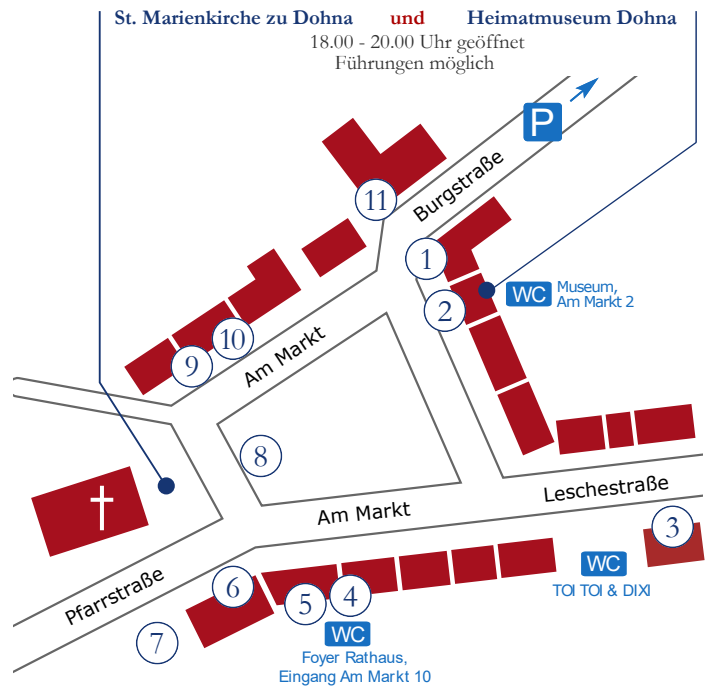 St. Marienkirche zu Dohna und Heimatmuseum Dohna
18.00 - 20.00 Uhr geöffnet
Führungen möglich
P
Burgstraße
11
1
WC Museum,
Am Markt 2
2
10
9
Am Markt
8
Leschestraße
Am Markt
3
Pfarrstraße
6
5
4
WC
TOI TOI & DIXI
7
WC
Foyer Rathaus,
Eingang Am Markt 10